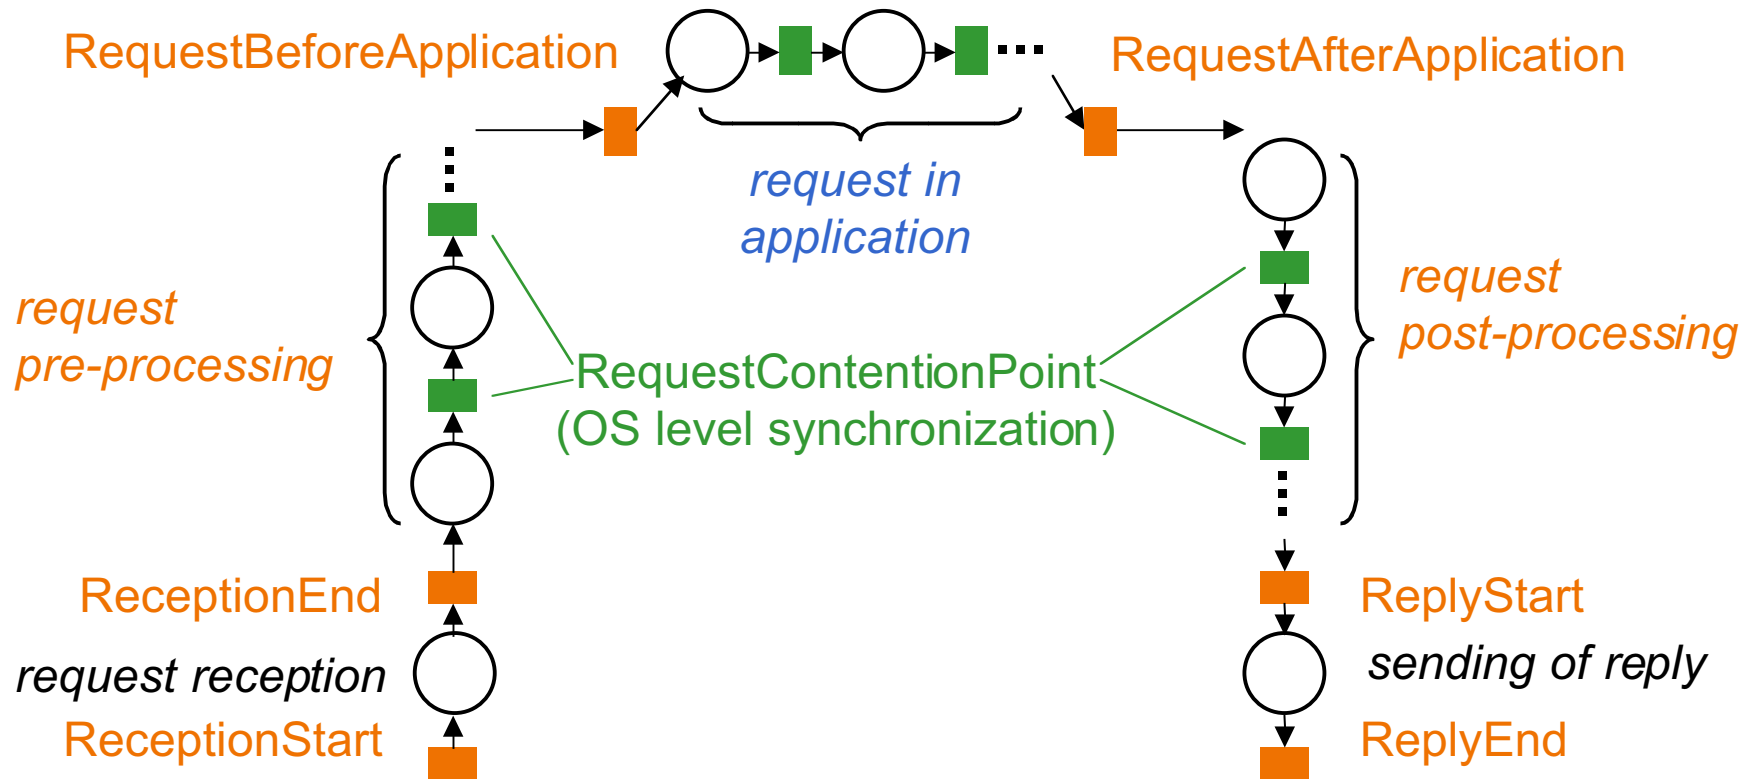 RequestBeforeApplication
RequestAfterApplication
request in
application
request
pre-processing
request
post-processing
RequestContentionPoint
(OS level synchronization)
ReceptionEnd
ReplyStart
request reception
sending of reply
ReceptionStart
ReplyEnd